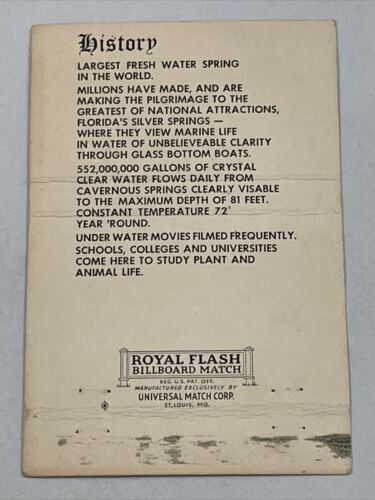 History
LARGEST FRESH WATER SPRING
IN THE WORLD.
MILLIONS HAVE MADE, AND ARE
MAKING THE PILGRIMAGE TO THE
GREATEST OF NATIONAL ATTRACTIONS,
FLORIDA'S SILVER SPRINGS —
WHERE THEY VIEW MARINE LIFE
IN WATER OF UNBELIEVEABLE CLARITY
THROUGH GLASS BOTTOM BOATS.
552,000,000 GALLONS OF CRYSTAL
CLEAR WATER FLOWS DAILY FROM
CAVERNOUS SPRINGS CLEARLY VISABLE
TO THE MAXIMUM DEPTH OF 81 FEET.
CONSTANT TEMPERATURE 72°
YEAR 'ROUND.
UNDER WATER MOVIES FILMED FREQUENTLY.
SCHOOLS, COLLEGES AND UNIVERSITIES
COME HERE TO STUDY PLANT AND
ANIMAL LIFE.
ROYAL FLASH
BILLBOARD MATCH
REG. U.S. PAT. OFF.
MANUFACTURED EXCLUSIVELY BY
UNIVERSAL MATCH CORP.
ST. LOUIS, MO.